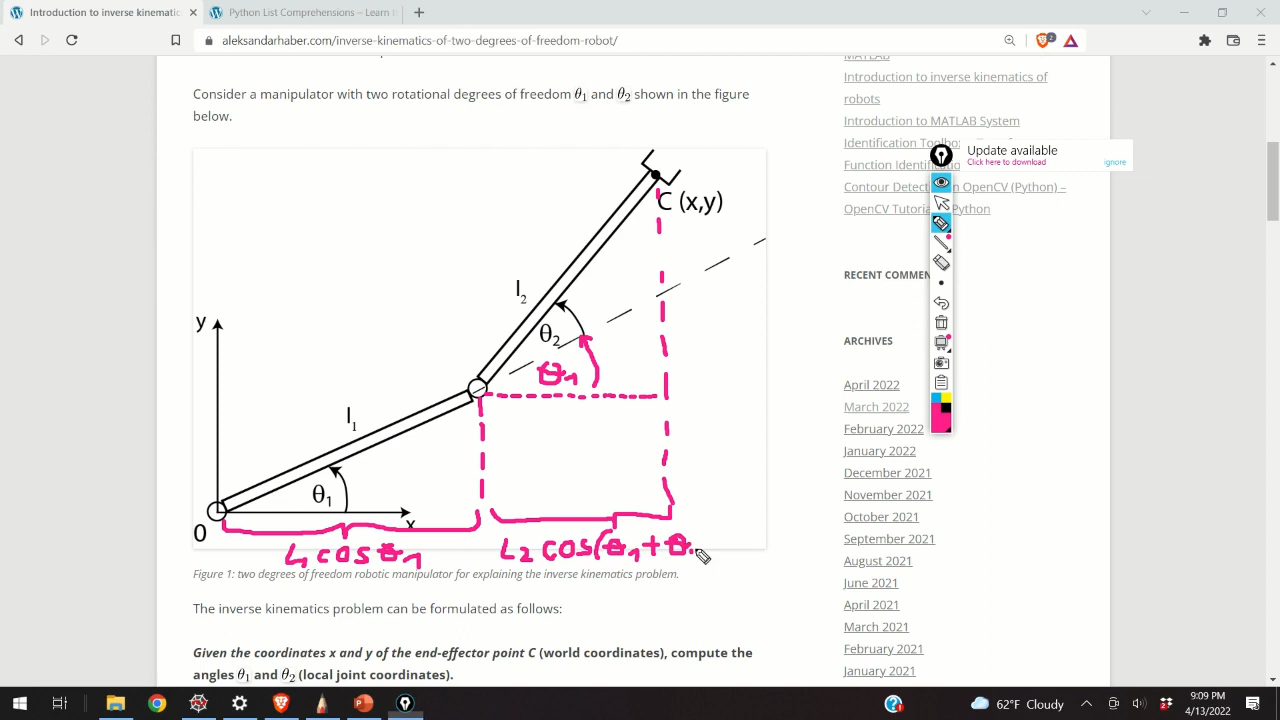 Introduction to inverse kinematic
Python List Comprehensions – Learn I
aleksandarhaber.com/inverse-kinematics-of-two-degrees-of-freedom-robot/
2
Consider a manipulator with two rotational degrees of freedom θ1 and θ2 shown in the figure
below.
C (x,y)
l2
y
θ2
θ1
l1
θ1
x
0
L1 cos θ1
L2 cos(θ1 + θ
Figure 1: two degrees of freedom robotic manipulator for explaining the inverse kinematics problem.
The inverse kinematics problem can be formulated as follows:
Given the coordinates x and y of the end-effector point C (world coordinates), compute the
angles θ1 and θ2 (local joint coordinates).
MATLAB
Introduction to inverse kinematics of
robots
Introduction to MATLAB System
Identification Toolbox
Function Identificatio
Contour Detect n OpenCV (Python) –
OpenCV Tutoria Python
Update available
Click here to download
ignore
RECENT COMMEN
ARCHIVES
April 2022
March 2022
February 2022
January 2022
December 2021
November 2021
October 2021
September 2021
August 2021
June 2021
April 2021
March 2021
February 2021
January 2021
62°F Cloudy
9:09 PM
4/13/2022